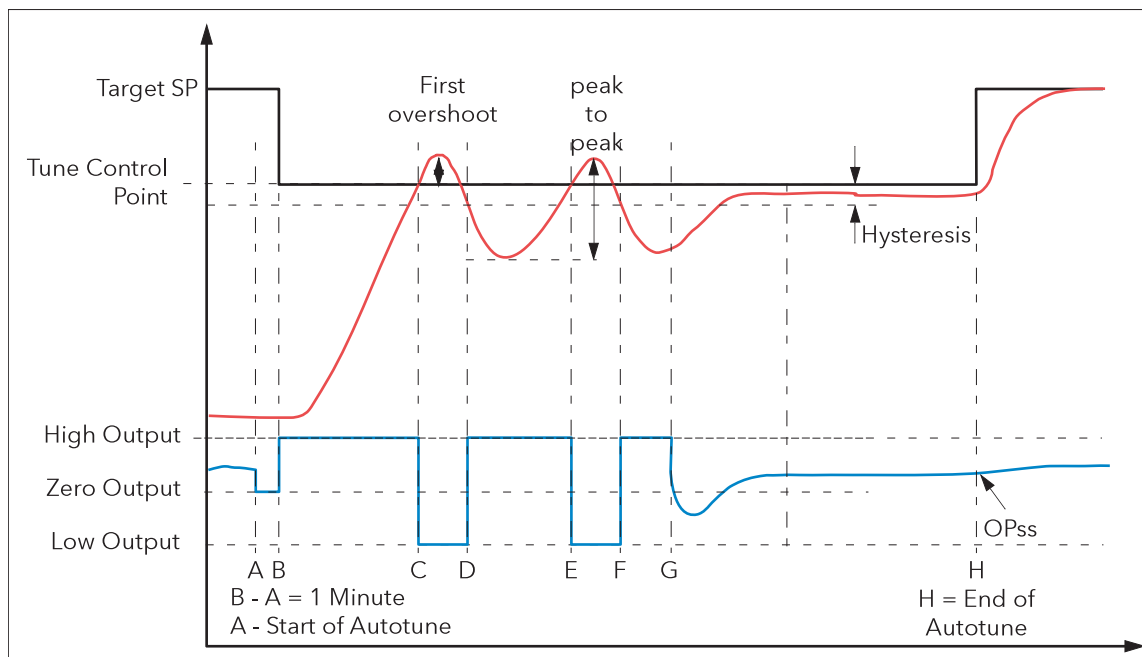 Target SP
First
overshoot
peak
to
peak
Tune Control
Point
Hysteresis
High Output
Zero Output
OPss
Low Output
A B C D E F G H
B - A = 1 Minute
A - Start of Autotune
H = End of
Autotune